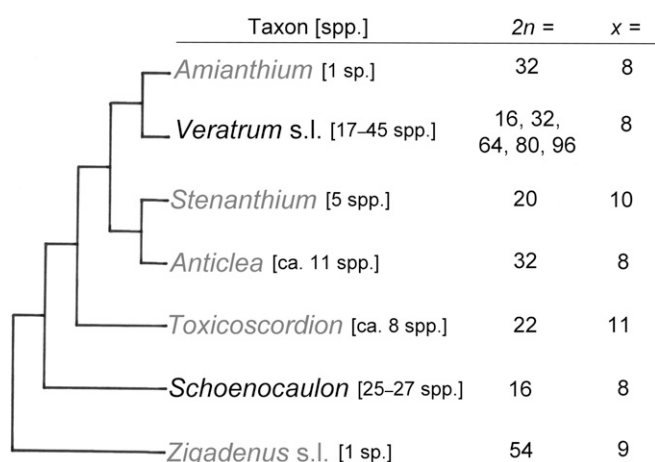 Taxon [spp.] 2n = x =
Amianthium [1 sp.] 32 8
Veratrum s.l. [17–45 spp.] 16, 32, 8
64, 80, 96
Stenanthium [5 spp.] 20 10
Anticlea [ca. 11 spp.] 32 8
Toxicoscordion [ca. 8 spp.] 22 11
Schoenocaulon [25–27 spp.] 16 8
Zigadenus s.l. [1 sp.] 54 9